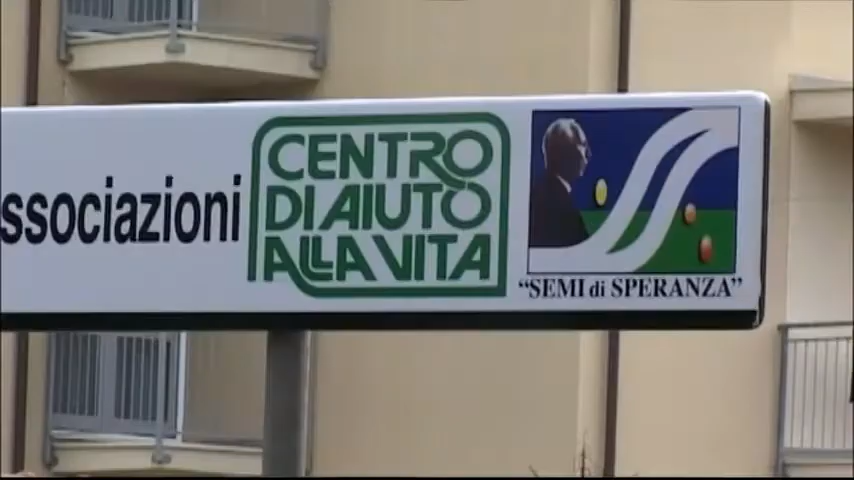 ssociazioni
CENTRO
DI AIUTO
ALLA VITA
“SEMI di SPERANZA”